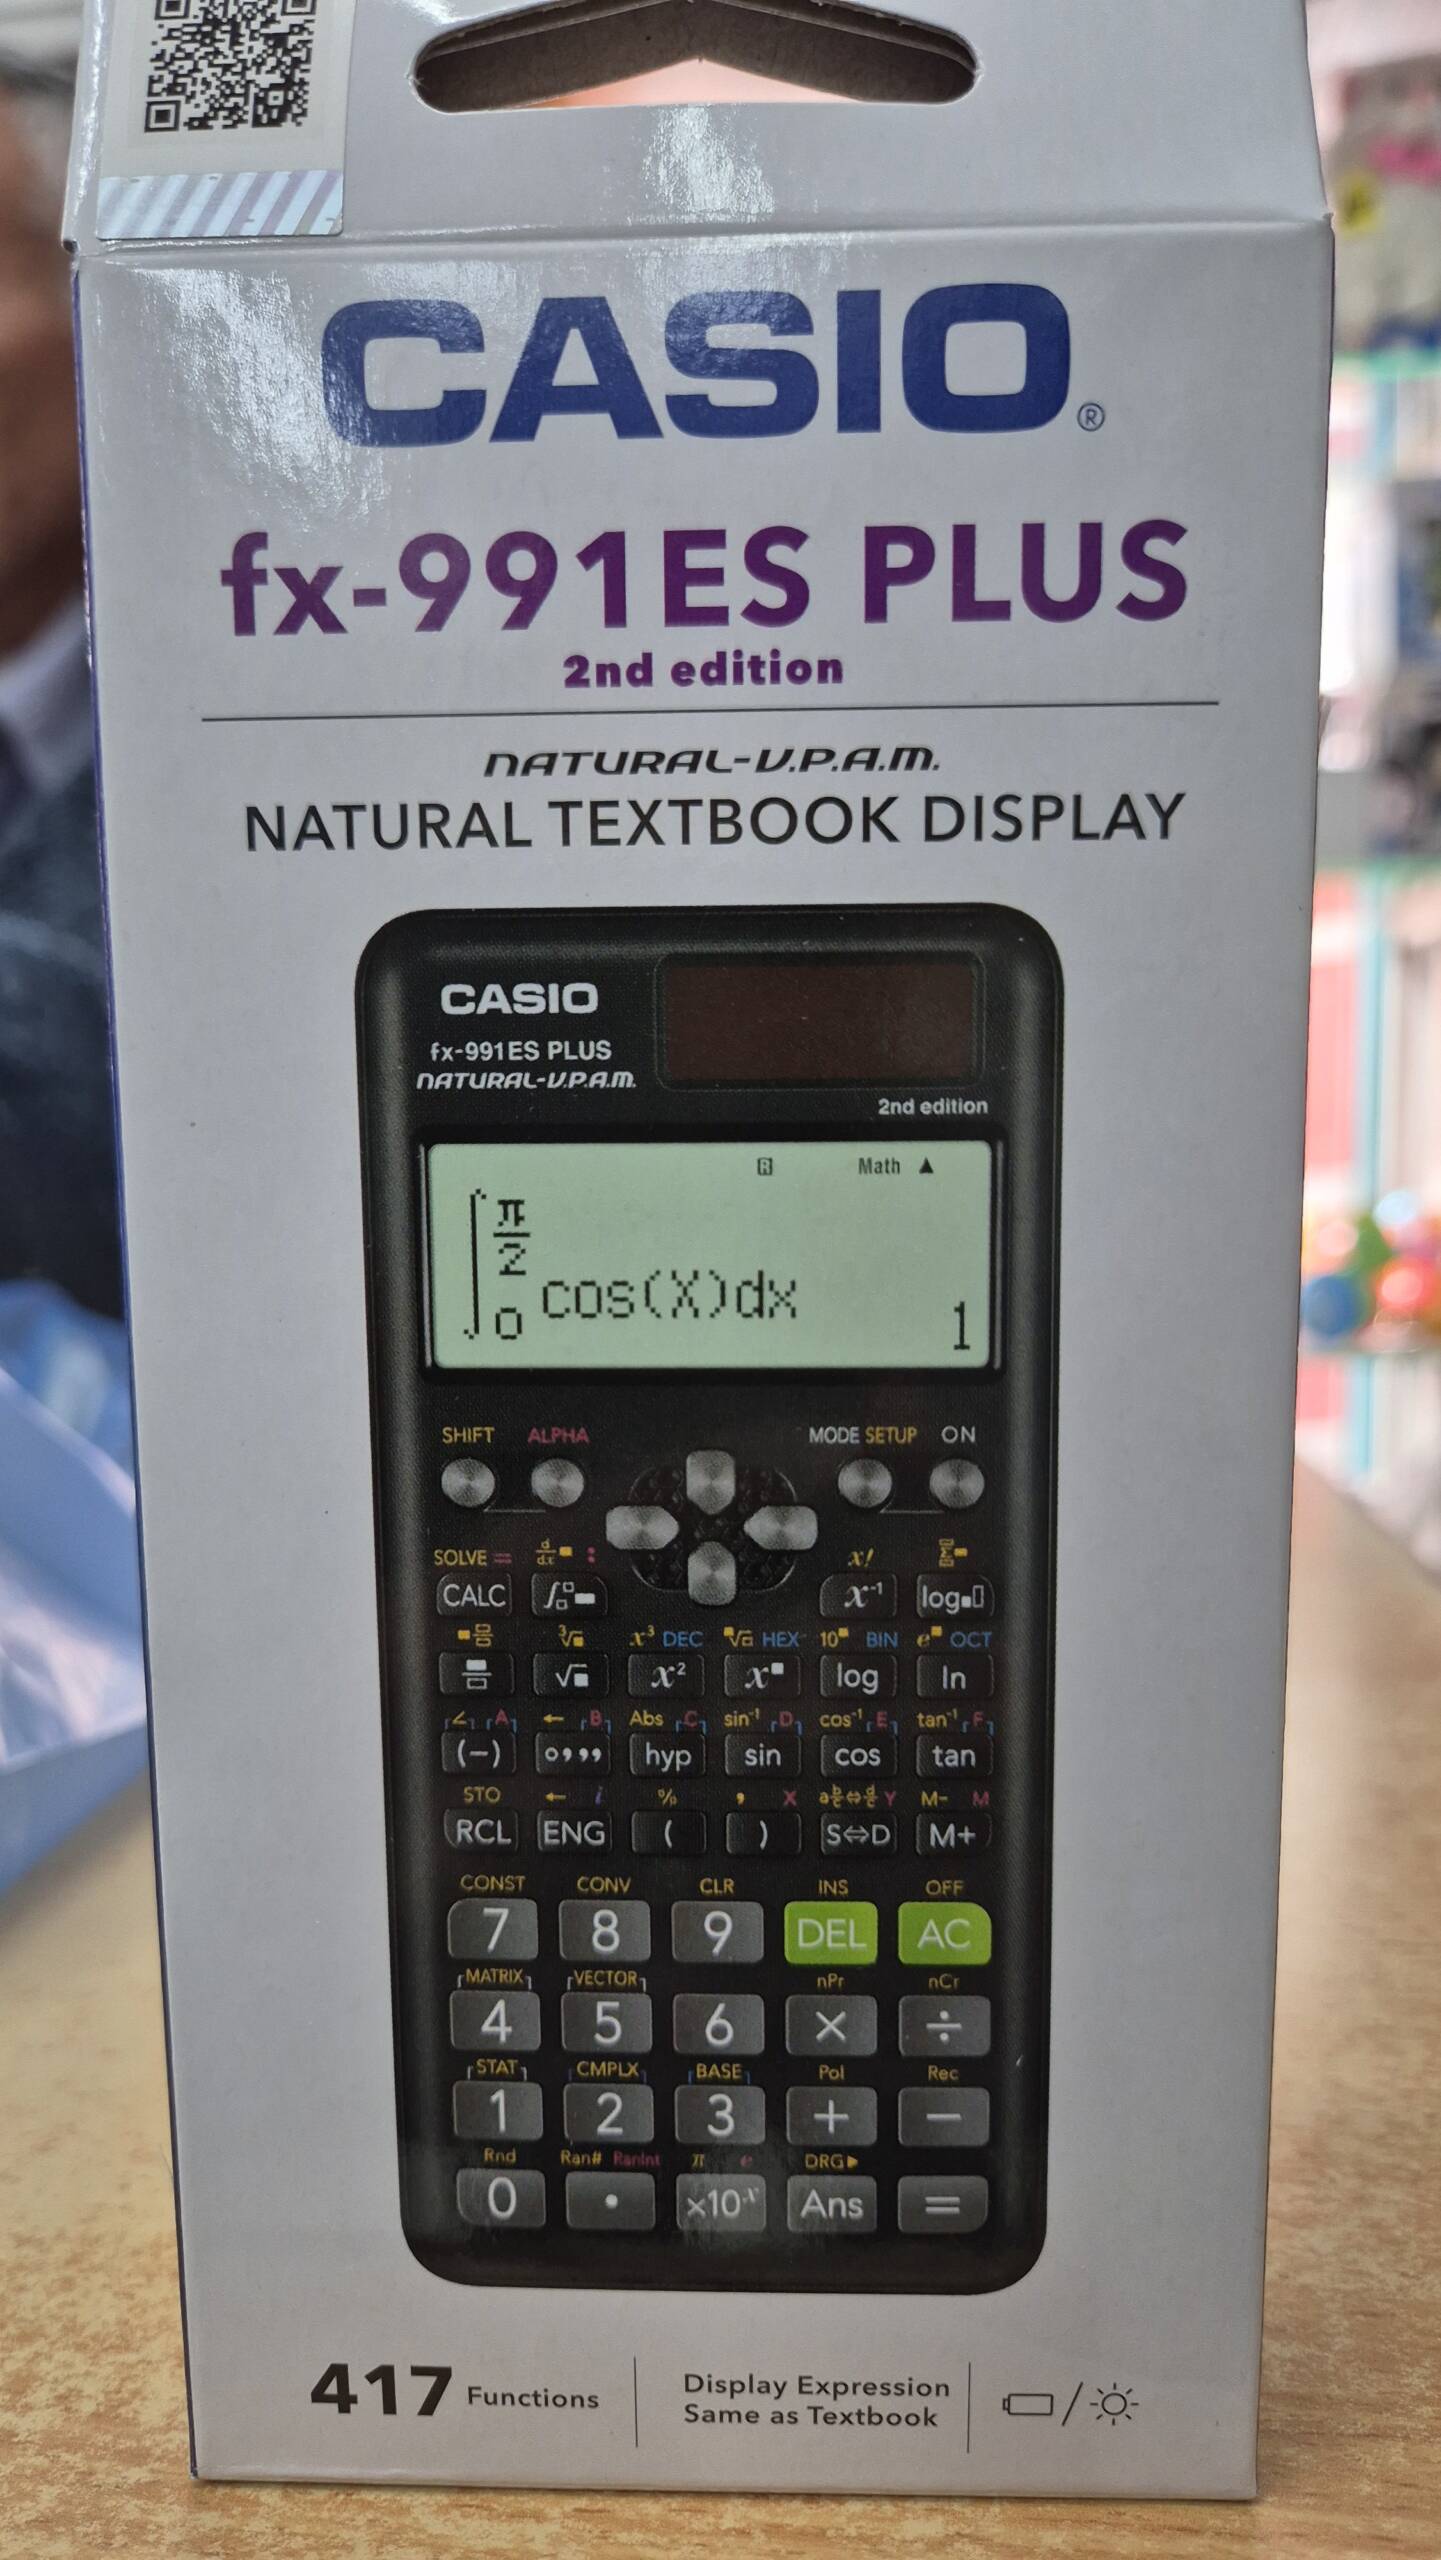 CASIO®
fx-991ES PLUS
2nd edition
NATURAL-V.P.A.M.
NATURAL TEXTBOOK DISPLAY
CASIO
fx-991ES PLUS
NATURAL-V.P.A.M.
2nd edition
R Math ▲
∫ π/2 0 cos(X)dx 1
SHIFT ALPHA MODE SETUP ON
SOLVE = d/dx■ : x! Σ■
CALC ∫■ x⁻¹ log■□
■ ³√■ x³ DEC ■√□ HEX 10■ BIN e■ OCT
√■ x² x■ log ln
∠ A ← B Abs C sin⁻¹ D cos⁻¹ E tan⁻¹ F
(−) °’’’ hyp sin cos tan
STO ← i % , X a b/c⇔d/c Y M− M
RCL ENG ( ) S⇔D M+
CONST CONV CLR INS OFF
7 8 9 DEL AC
MATRIX VECTOR nPr nCr
4 5 6 × ÷
STAT CMPLX BASE Pol Rec
1 2 3 + −
Rnd Ran# RanInt π e DRG▶
0 • ×10ˣ Ans =
417 Functions
Display Expression
Same as Textbook